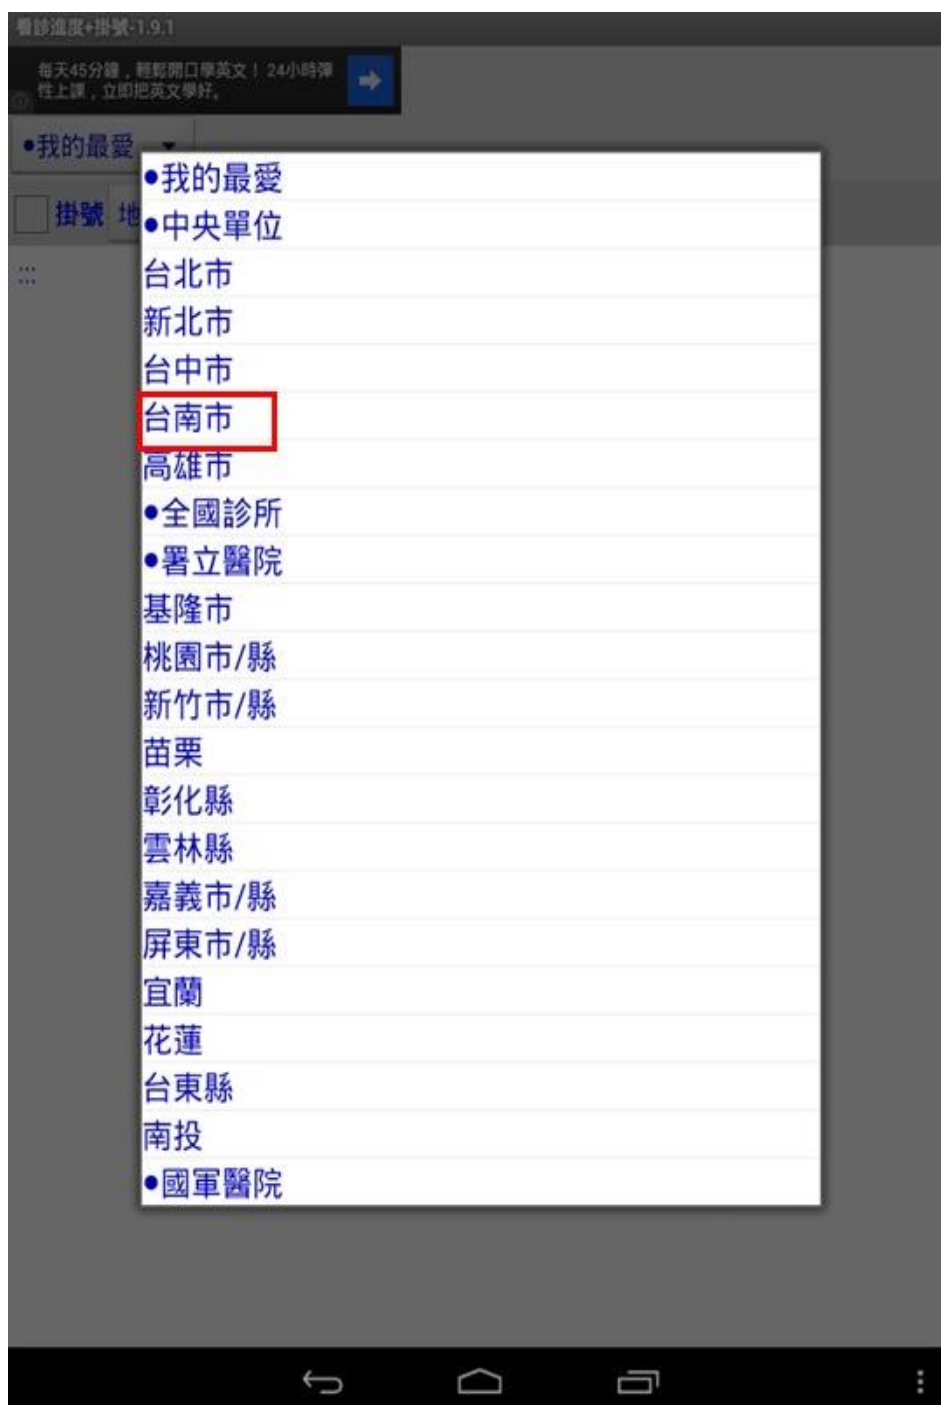 看診進度+掛號-1.9.1
每天45分鐘，輕鬆開口學英文！24小時彈
性上課，立即把英文學好。
•我的最愛
掛號 地
:::
•我的最愛
•中央單位
台北市
新北市
台中市
台南市
高雄市
•全國診所
•署立醫院
基隆市
桃園市/縣
新竹市/縣
苗栗
彰化縣
雲林縣
嘉義市/縣
屏東市/縣
宜蘭
花蓮
台東縣
南投
•國軍醫院